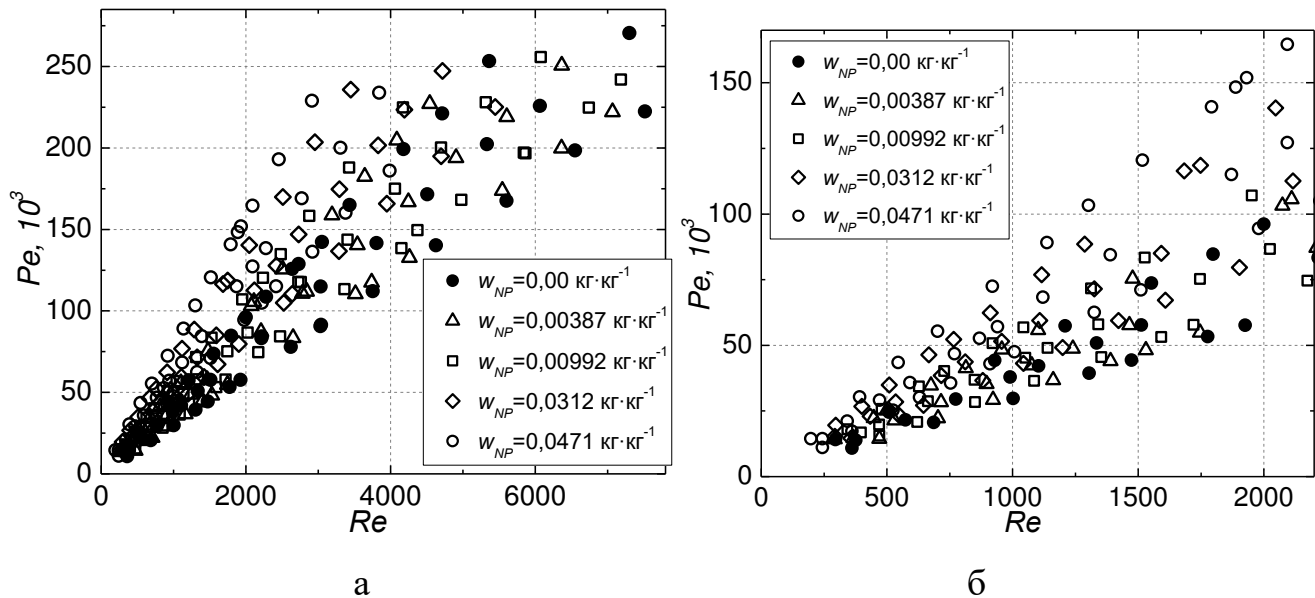 250
200
150
100
50
0
Pe, 10³
0 2000 4000 6000
Re
w_NP=0,00 кг·кг⁻¹
w_NP=0,00387 кг·кг⁻¹
w_NP=0,00992 кг·кг⁻¹
w_NP=0,0312 кг·кг⁻¹
w_NP=0,0471 кг·кг⁻¹
а
150
100
50
0
Pe, 10³
0 500 1000 1500 2000
Re
w_NP=0,00 кг·кг⁻¹
w_NP=0,00387 кг·кг⁻¹
w_NP=0,00992 кг·кг⁻¹
w_NP=0,0312 кг·кг⁻¹
w_NP=0,0471 кг·кг⁻¹
б